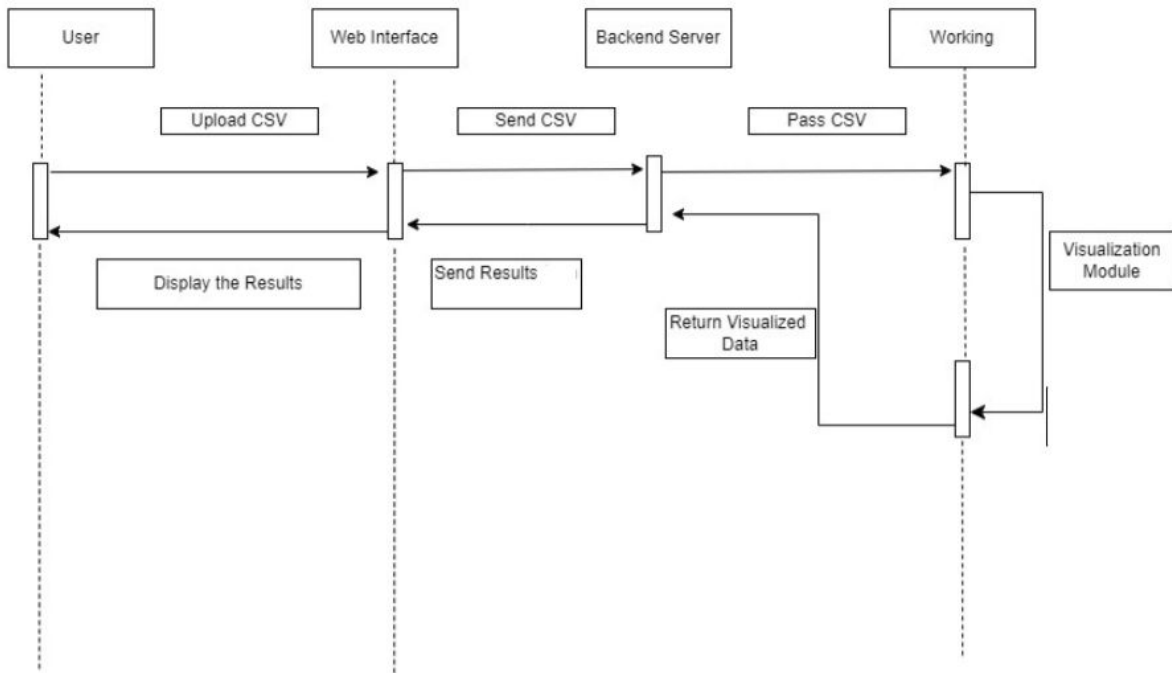 User
Web Interface
Backend Server
Working
Upload CSV
Send CSV
Pass CSV
Display the Results
Send Results
Visualization
Module
Return Visualized
Data